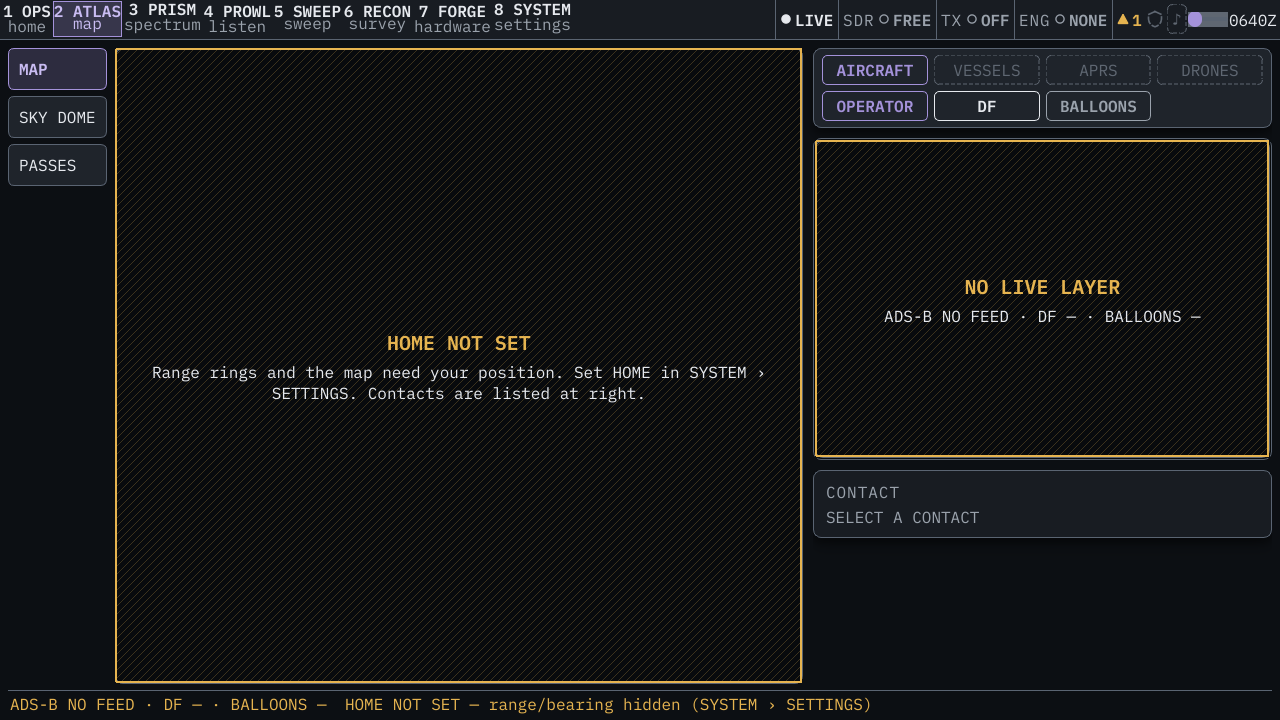 1 OPS 2 ATLAS 3 PRISM 4 PROWL 5 SWEEP 6 RECON 7 FORGE 8 SYSTEM
home map spectrum listen sweep survey hardware settings
LIVE SDR FREE TX OFF ENG NONE 1 ♪ 0640Z
MAP
SKY DOME
PASSES
HOME NOT SET
Range rings and the map need your position. Set HOME in SYSTEM ›
SETTINGS. Contacts are listed at right.
AIRCRAFT VESSELS APRS DRONES
OPERATOR DF BALLOONS
NO LIVE LAYER
ADS-B NO FEED · DF — · BALLOONS —
CONTACT
SELECT A CONTACT
ADS-B NO FEED · DF — · BALLOONS — HOME NOT SET — range/bearing hidden (SYSTEM › SETTINGS)